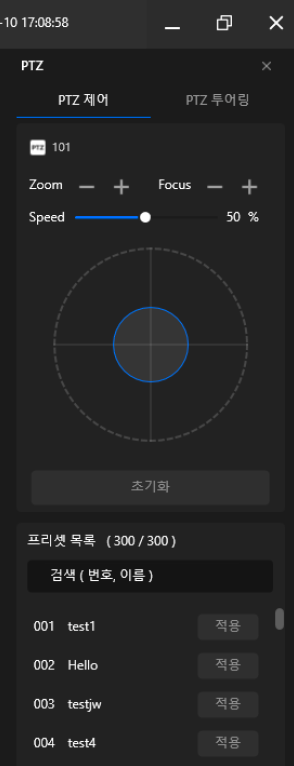 -10 17:08:58
PTZ
PTZ 제어 PTZ 투어링
PTZ 101
Zoom Focus
Speed 50 %
초기화
프리셋 목록 ( 300 / 300 )
검색 ( 번호, 이름 )
001 test1 적용
002 Hello 적용
003 testjw 적용
004 test4 적용